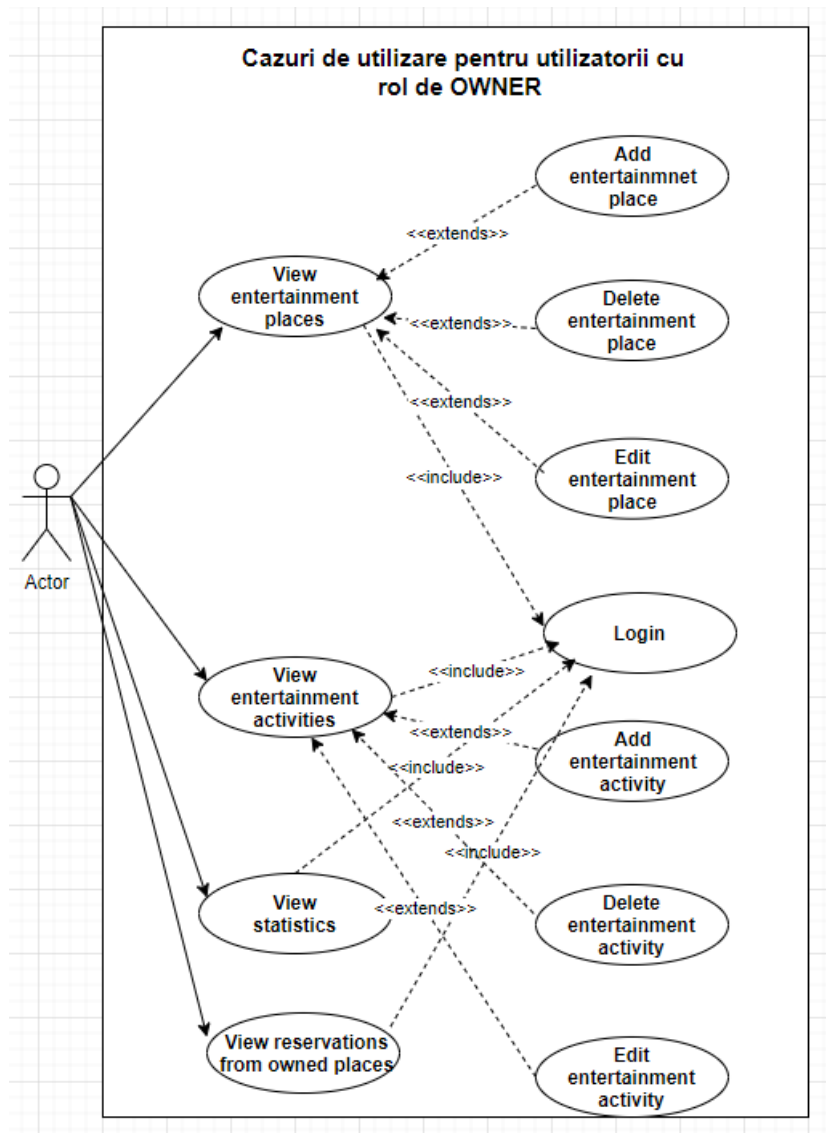 Cazuri de utilizare pentru utilizatorii cu
rol de OWNER
Add
entertainmnet
place
<<extends>>
View
entertainment
places
Delete
entertainment
place
<<extends>>
<<extends>>
Edit
entertainment
place
<<include>>
Actor
Login
View
entertainment
activities
<<include>>
<<extends>>
Add
entertainment
activity
<<include>>
<<extends>>
<<include>>
View
statistics
<<extends>>
Delete
entertainment
activity
View reservations
from owned places
Edit
entertainment
activity